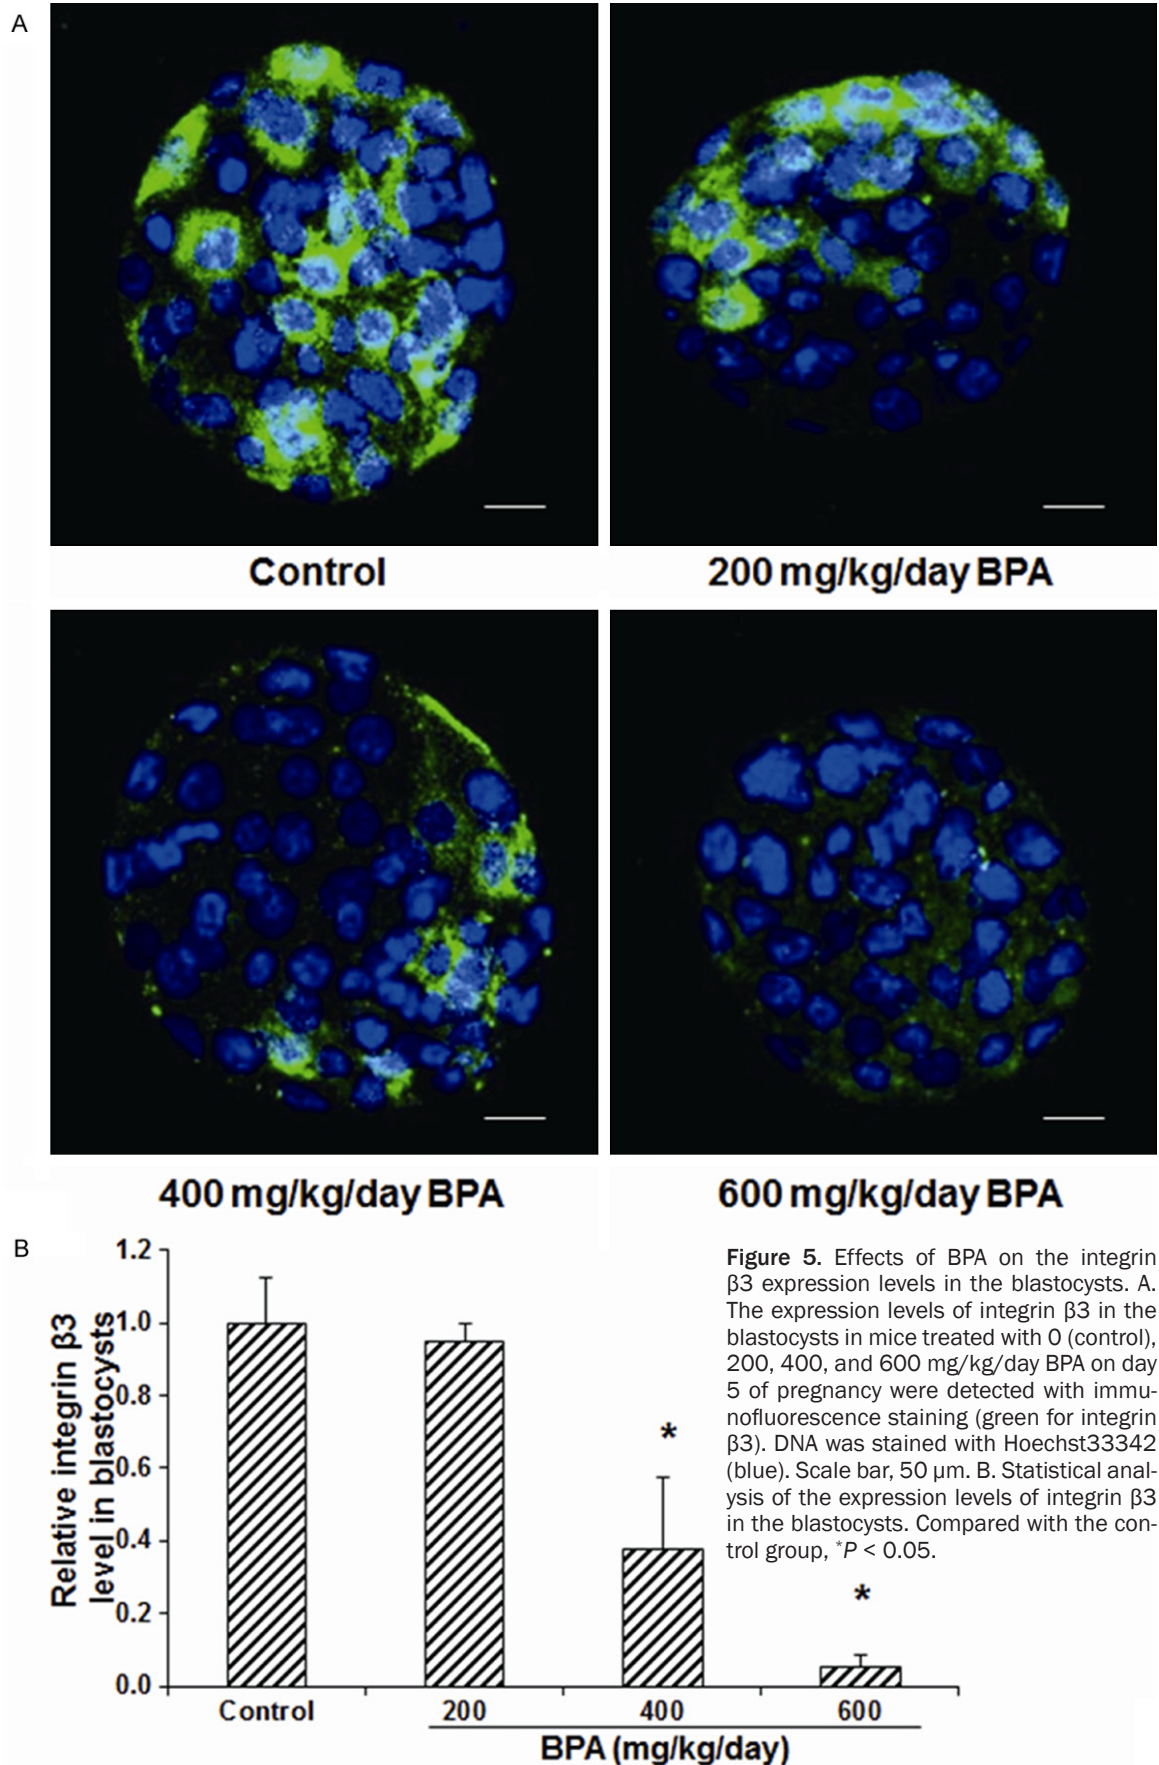 A
Control
200 mg/kg/day BPA
400 mg/kg/day BPA
600 mg/kg/day BPA
B
Relative integrin β3
level in blastocysts
1.2
1.0
0.8
0.6
0.4
0.2
0.0
*
*
Control
200
400
600
BPA (mg/kg/day)
Figure 5. Effects of BPA on the integrin
β3 expression levels in the blastocysts. A.
The expression levels of integrin β3 in the
blastocysts in mice treated with 0 (control),
200, 400, and 600 mg/kg/day BPA on day
5 of pregnancy were detected with immu-
nofluorescence staining (green for integrin
β3). DNA was stained with Hoechst33342
(blue). Scale bar, 50 μm. B. Statistical anal-
ysis of the expression levels of integrin β3
in the blastocysts. Compared with the con-
trol group, *P < 0.05.